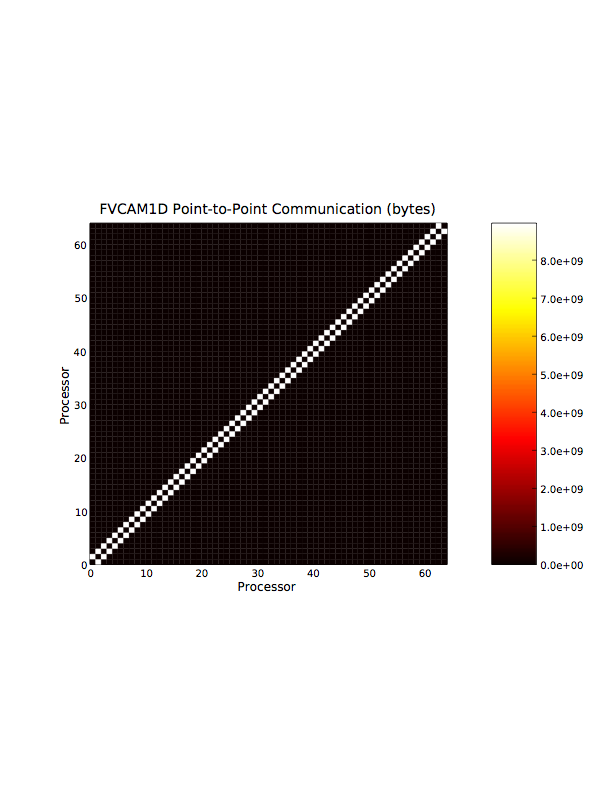 FVCAM1D Point-to-Point Communication (bytes)
60
50
40
30
20
10
0
Processor
0 10 20 30 40 50 60
Processor
8.0e+09
7.0e+09
6.0e+09
5.0e+09
4.0e+09
3.0e+09
2.0e+09
1.0e+09
0.0e+00